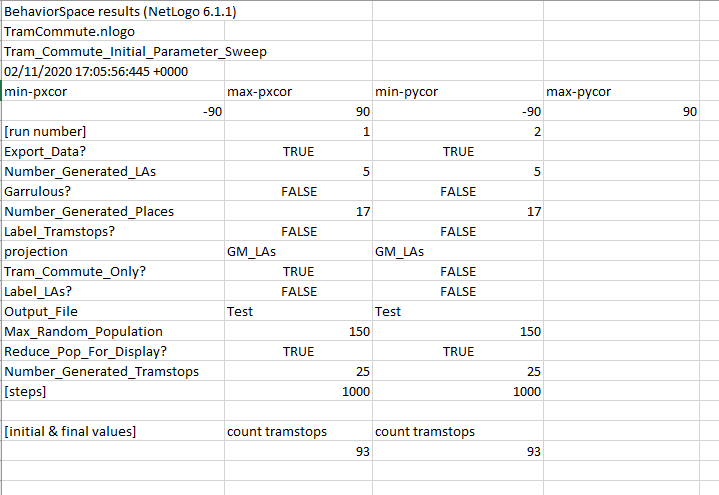 BehaviorSpace results (NetLogo 6.1.1)
TramCommute.nlogo
Tram_Commute_Initial_Parameter_Sweep
02/11/2020 17:05:56:445 +0000
min-pxcor max-pxcor min-pycor max-pycor
-90 90 -90 90
[run number] 1 2
Export_Data? TRUE TRUE
Number_Generated_LAs 5 5
Garrulous? FALSE FALSE
Number_Generated_Places 17 17
Label_Tramstops? FALSE FALSE
projection GM_LAs GM_LAs
Tram_Commute_Only? TRUE FALSE
Label_LAs? FALSE FALSE
Output_File Test Test
Max_Random_Population 150 150
Reduce_Pop_For_Display? TRUE TRUE
Number_Generated_Tramstops 25 25
[steps] 1000 1000
[initial & final values] count tramstops count tramstops
93 93